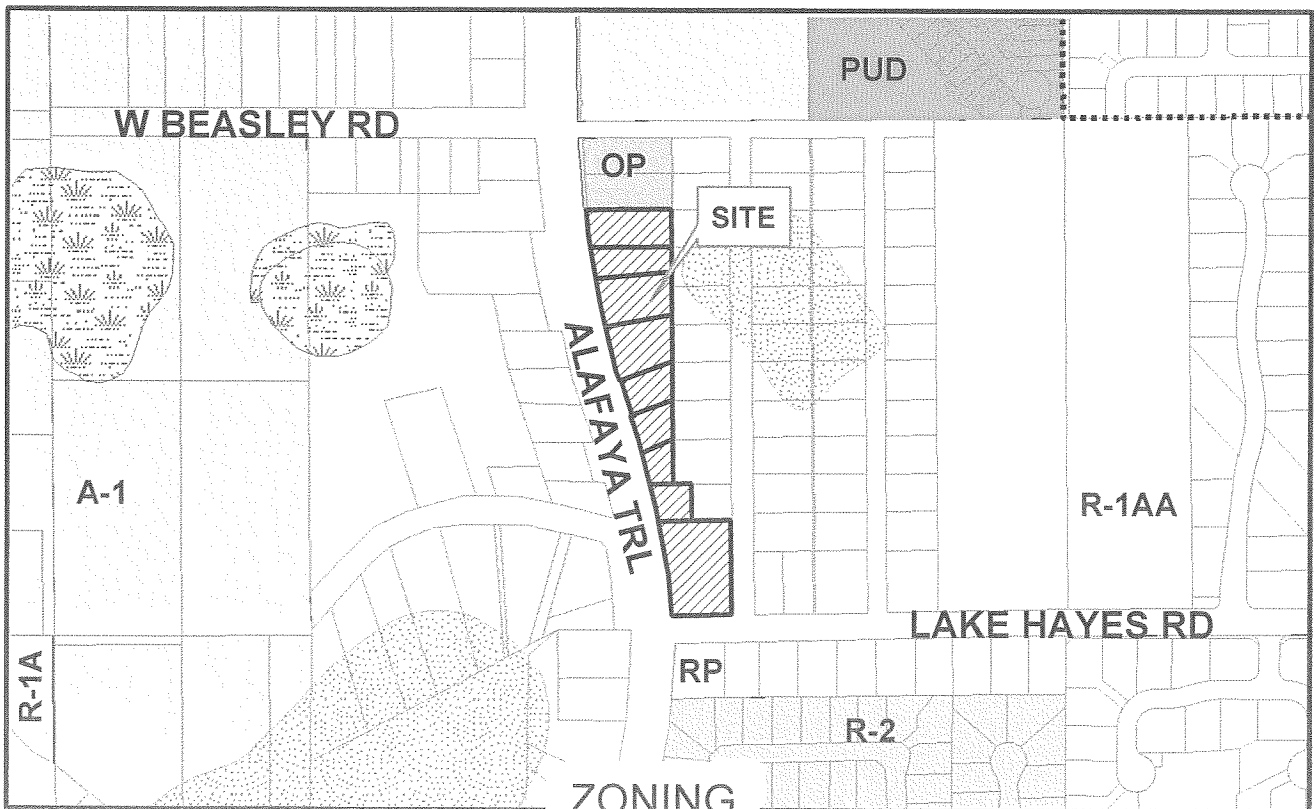 PUD
W BEASLEY RD
OP
SITE
ALAFAYA TRL
A-1
R-1AA
LAKE HAYES RD
R-1A
RP
R-2
ZONING